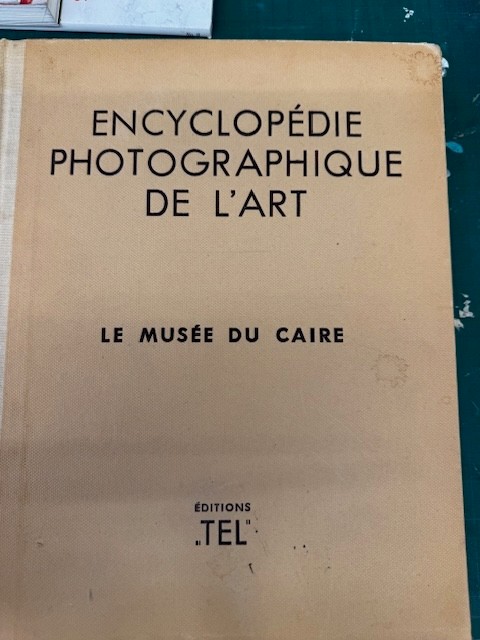 ENCYCLOPÉDIE
PHOTOGRAPHIQUE
DE L'ART
LE MUSÉE DU CAIRE
ÉDITIONS
„TEL"